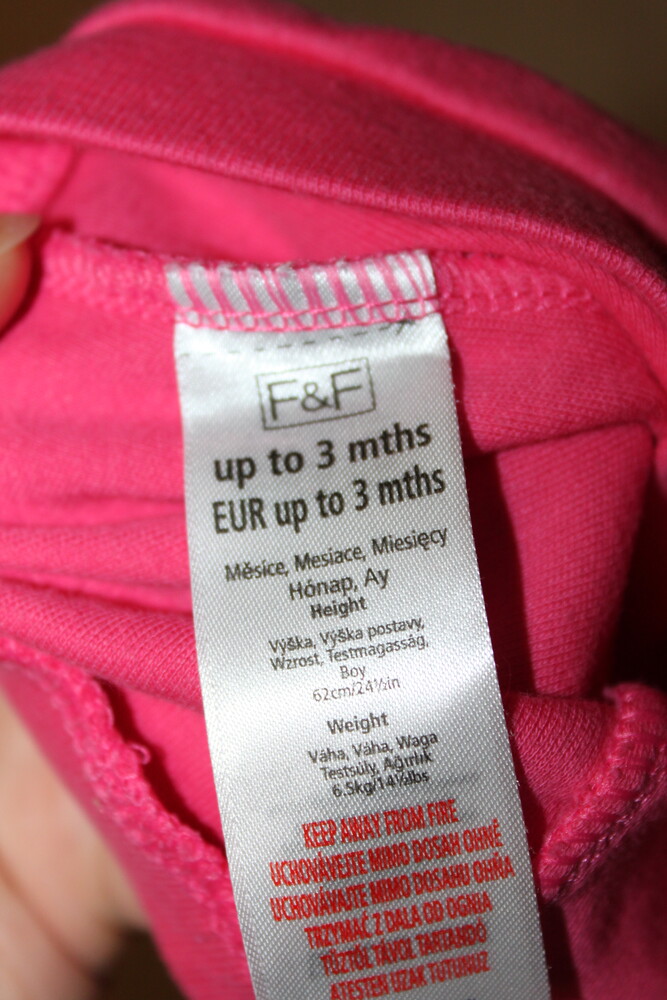 F&F
up to 3 mths
EUR up to 3 mths
Měsíce, Mesiace, Miesięcy
Hónap, Ay
Height
Výška, Výška postavy,
Wzrost, Testmagasság,
Boy
62cm/24½in
Weight
Váha, Váha, Waga
Testsúly, Ağırlık
6.5kg/14½lbs
KEEP AWAY FROM FIRE
UCHOVÁVEJTE MIMO DOSAH OHNĚ
UCHOVÁVAJTE MIMO DOSAHU OHŇA
TRZYMAĆ Z DALA OD OGNIA
TŰZTŐL TÁVOL TARTANDÓ
ATESTEN UZAK TUTUNUZ